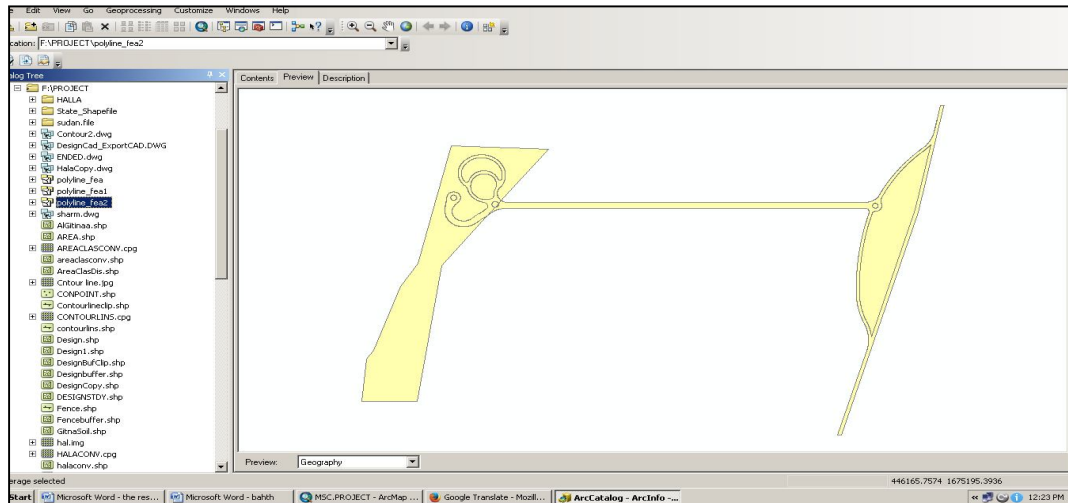 Edit View Go Geoprocessing Customize Windows Help
cation: F:\PROJECT\polyline_fea2
alog Tree
Contents Preview Description
F:\PROJECT
HALLA
State_Shapefile
sudan.file
Contour2.dwg
DesignCad_ExportCAD.DWG
ENDED.dwg
HalaCopy.dwg
polyline_fea
polyline_fea1
polyline_fea2
sharm.dwg
AlGitinaa.shp
AREA.shp
AREACLASCONV.cpg
areaclasconv.shp
AreaClasDis.shp
Cntour line.jpg
CONPOINT.shp
Contourlineclip.shp
CONTOURLINS.cpg
contourlins.shp
Design.shp
Design1.shp
DesignBufClip.shp
Designbuffer.shp
DesignCopy.shp
DESIGNSTDY.shp
Fence.shp
Fencebuffer.shp
GitnaSoil.shp
hal.img
HALACONV.cpg
halaconv.shp
Preview: Geography
erage selected
446165.7574 1675195.3936
Start Microsoft Word - the res... Microsoft Word - bahth MSC.PROJECT - ArcMap ... Google Translate - Mozill... ArcCatalog - ArcInfo -... 12:23 PM